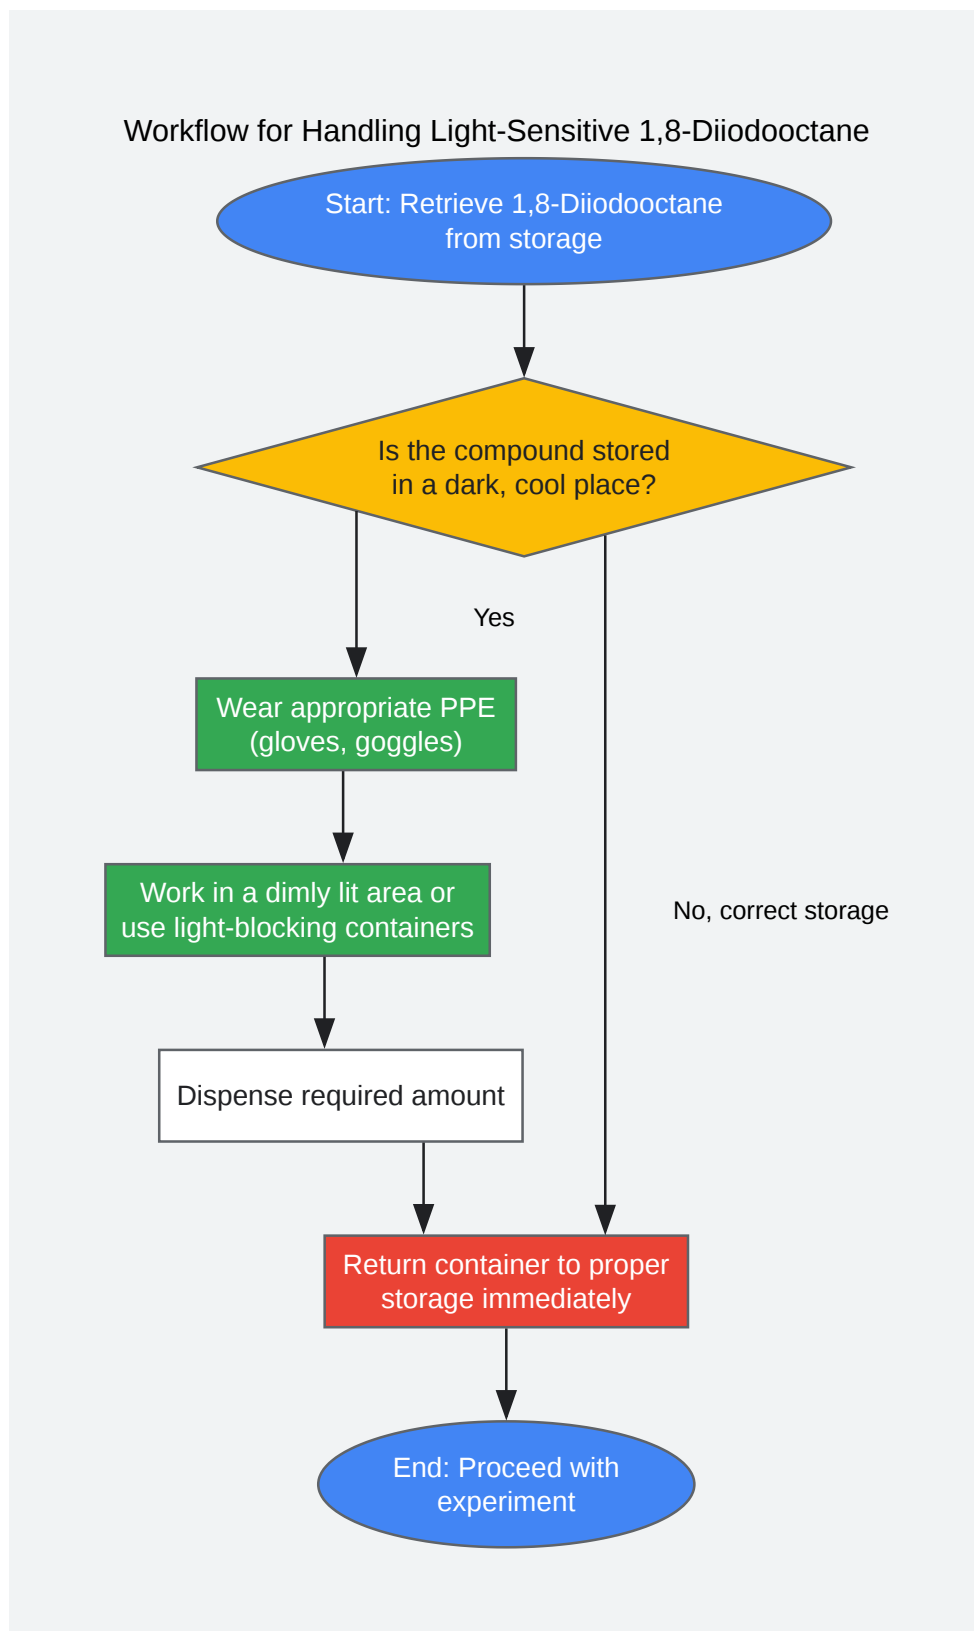 Workflow for Handling Light-Sensitive 1,8-Diiodooctane
Start: Retrieve 1,8-Diiodooctane
from storage
Is the compound stored
in a dark, cool place?
Yes
Wear appropriate PPE
(gloves, goggles)
Work in a dimly lit area or
use light-blocking containers
No, correct storage
Dispense required amount
Return container to proper
storage immediately
End: Proceed with
experiment